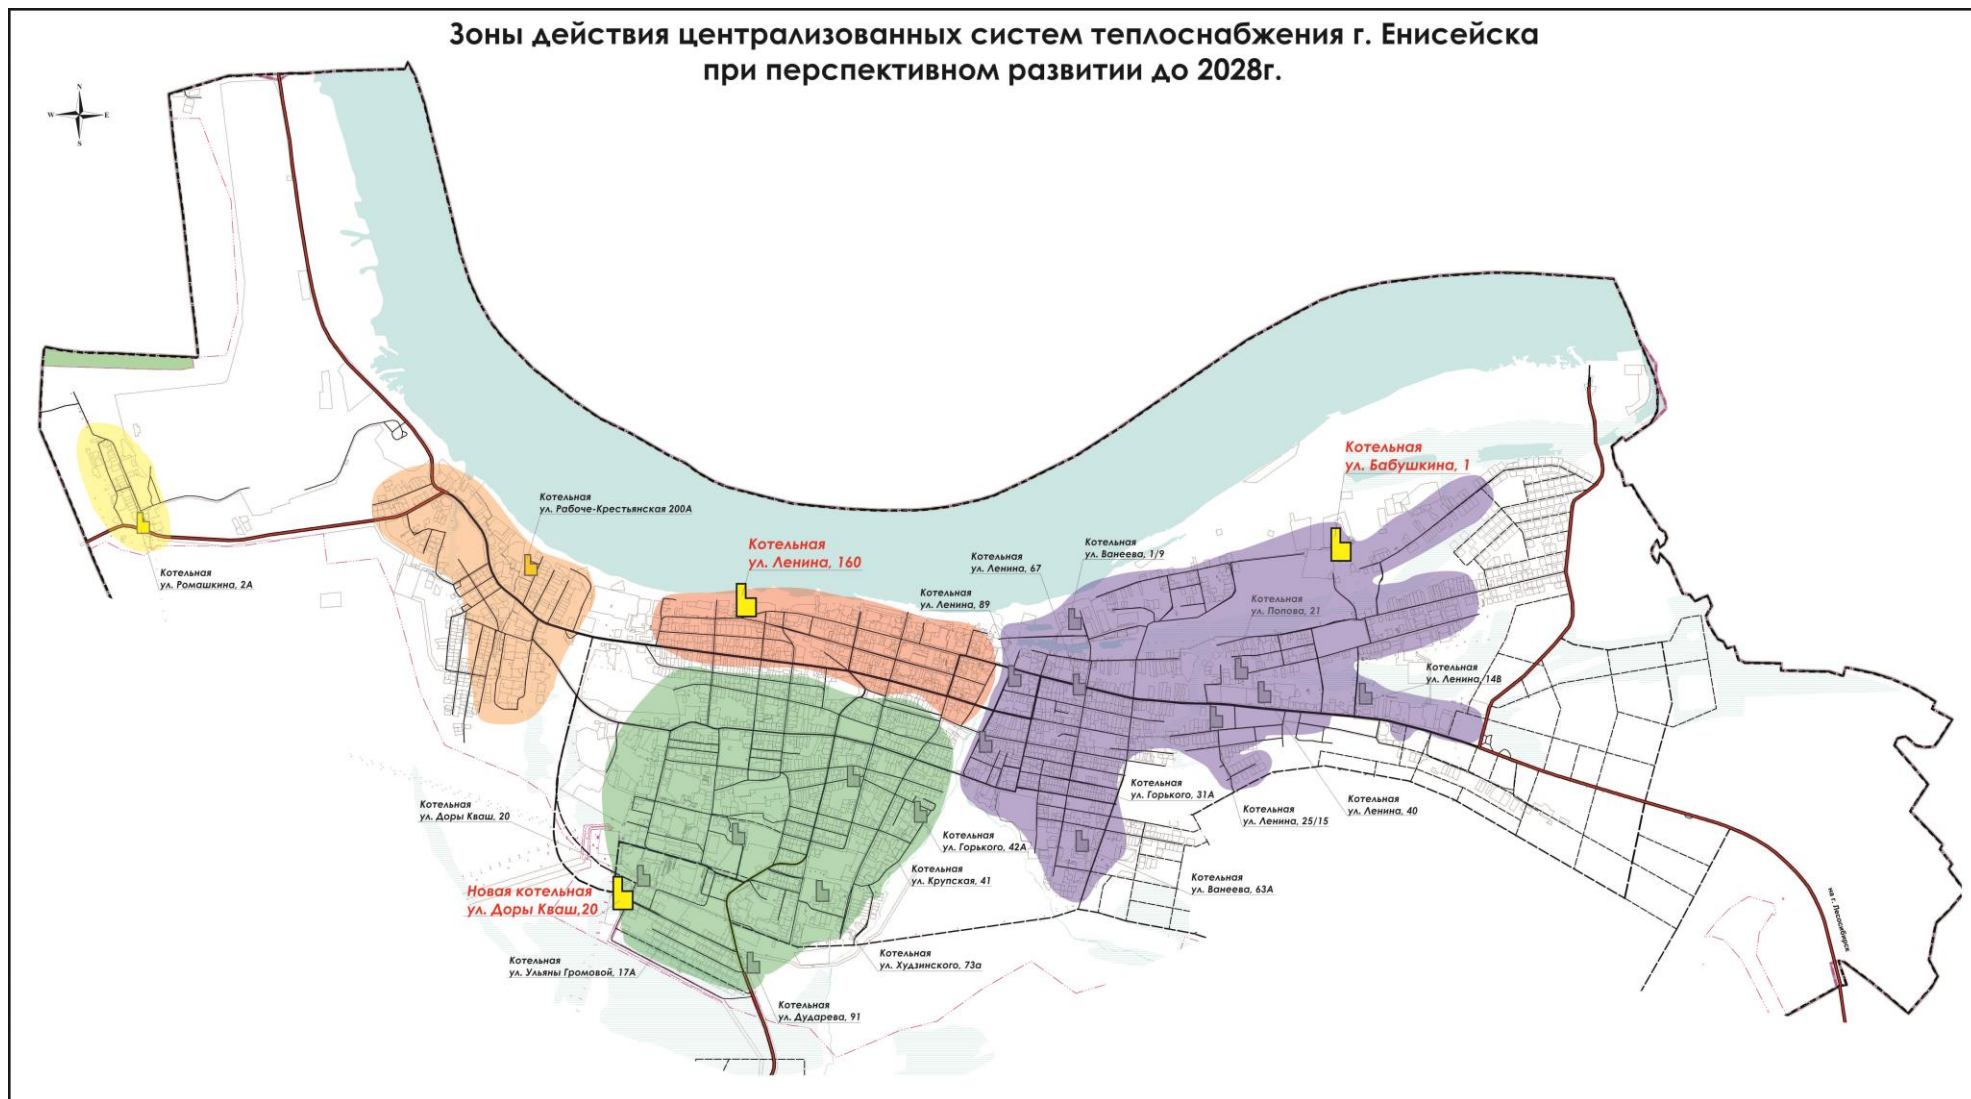 Зоны действия централизованных систем теплоснабжения г. Енисейска
при перспективном развитии до 2028г.
N
W
E
S
Котельная
ул. Бабушкина, 1
Котельная
ул. Рабоче-Крестьянская 200А
Котельная
ул. Ленина, 160
Котельная
ул. Ванеева, 1/9
Котельная
ул. Ленина, 67
Котельная
ул. Ромашкина, 2А
Котельная
ул. Ленина, 89
Котельная
ул. Попова, 21
Котельная
ул. Ленина, 14В
Котельная
ул. Горького, 31А
Котельная
ул. Ленина, 25/15
Котельная
ул. Ленина, 40
Котельная
ул. Доры Кваш, 20
Котельная
ул. Горького, 42А
Котельная
ул. Крупская, 41
Котельная
ул. Ванеева, 63А
Новая котельная
ул. Доры Кваш,20
на г. Лесосибирск
Котельная
ул. Ульяны Громовой, 17А
Котельная
ул. Худзинского, 73а
Котельная
ул. Дударева, 91